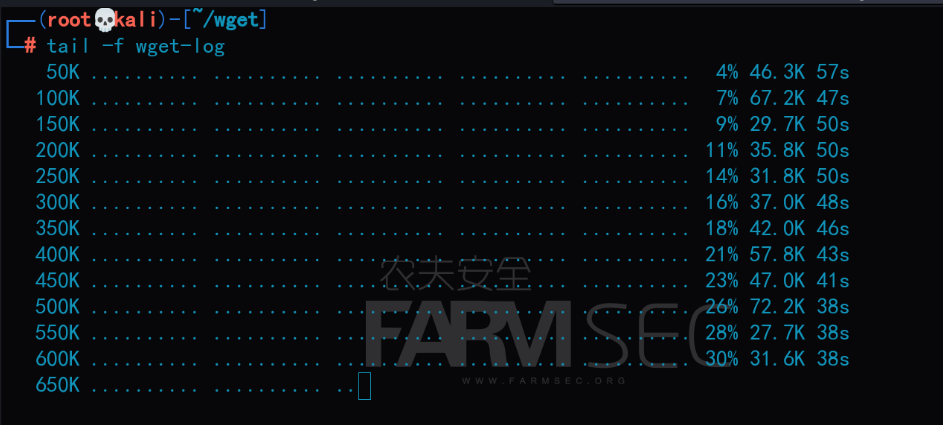 (root💀kali)-[~/wget]
# tail -f wget-log
50K .......... .......... .......... .......... .......... 4% 46.3K 57s
100K .......... .......... .......... .......... .......... 7% 67.2K 47s
150K .......... .......... .......... .......... .......... 9% 29.7K 50s
200K .......... .......... .......... .......... .......... 11% 35.8K 50s
250K .......... .......... .......... .......... .......... 14% 31.8K 50s
300K .......... .......... .......... .......... .......... 16% 37.0K 48s
350K .......... .......... .......... .......... .......... 18% 42.0K 46s
400K .......... .......... .......... .......... .......... 21% 57.8K 43s
农夫安全
450K .......... .......... .......... .......... .......... 23% 47.0K 41s
500K .......... .......... .......... .......... .......... 26% 72.2K 38s
550K .......... .......... .......... .......... .......... 28% 27.7K 38s
FARMSEC
600K .......... .......... .......... .......... .......... 30% 31.6K 38s
650K .......... .......... ..
WWW.FARMSEC.ORG